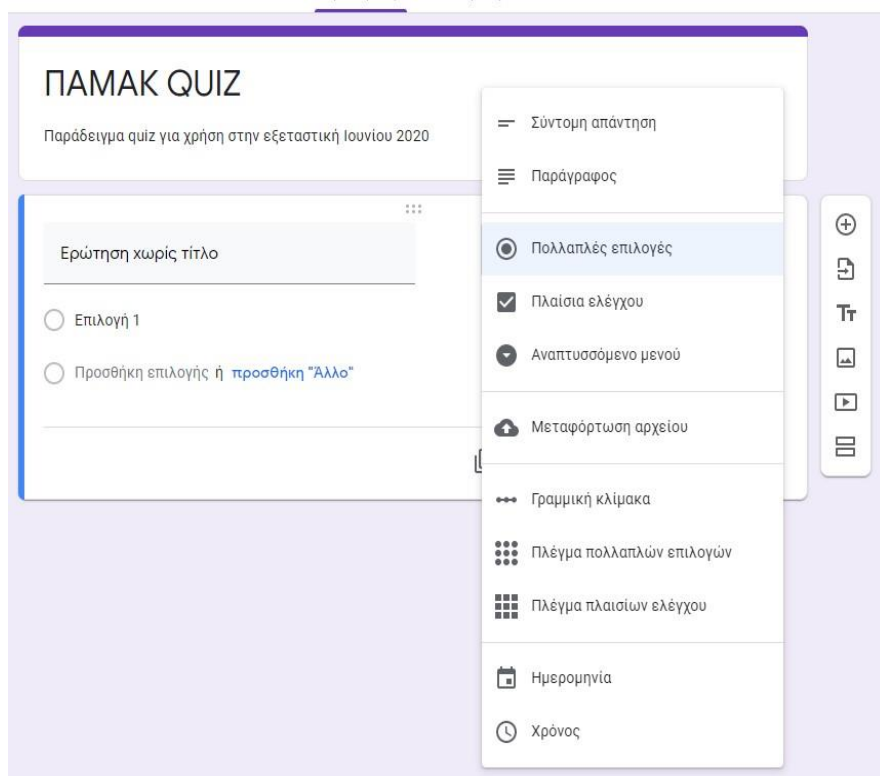 ΠΑΜΑΚ QUIZ
Παράδειγμα quiz για χρήση στην εξεταστική Ιουνίου 2020
Ερώτηση χωρίς τίτλο
Επιλογή 1
Προσθήκη επιλογής ή προσθήκη "Άλλο"
Σύντομη απάντηση
Παράγραφος
Πολλαπλές επιλογές
Πλαίσια ελέγχου
Αναπτυσσόμενο μενού
Μεταφόρτωση αρχείου
Γραμμική κλίμακα
Πλέγμα πολλαπλών επιλογών
Πλέγμα πλαισίων ελέγχου
Ημερομηνία
Χρόνος
Tт